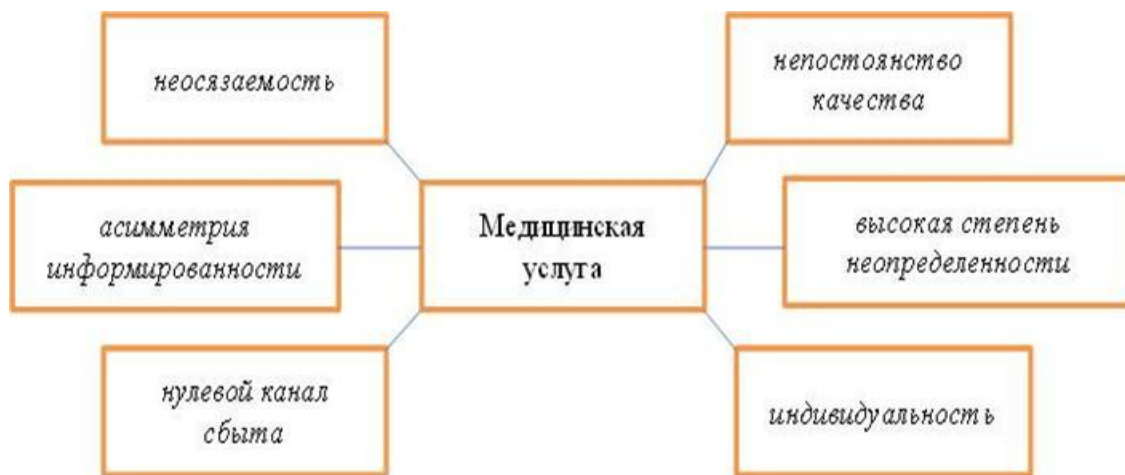 неосязаемость
непостоянство
качества
асимметрия
информированности
Медицинская
услуга
высокая степень
неопределенности
нулевой канал
сбыта
индивидуальность